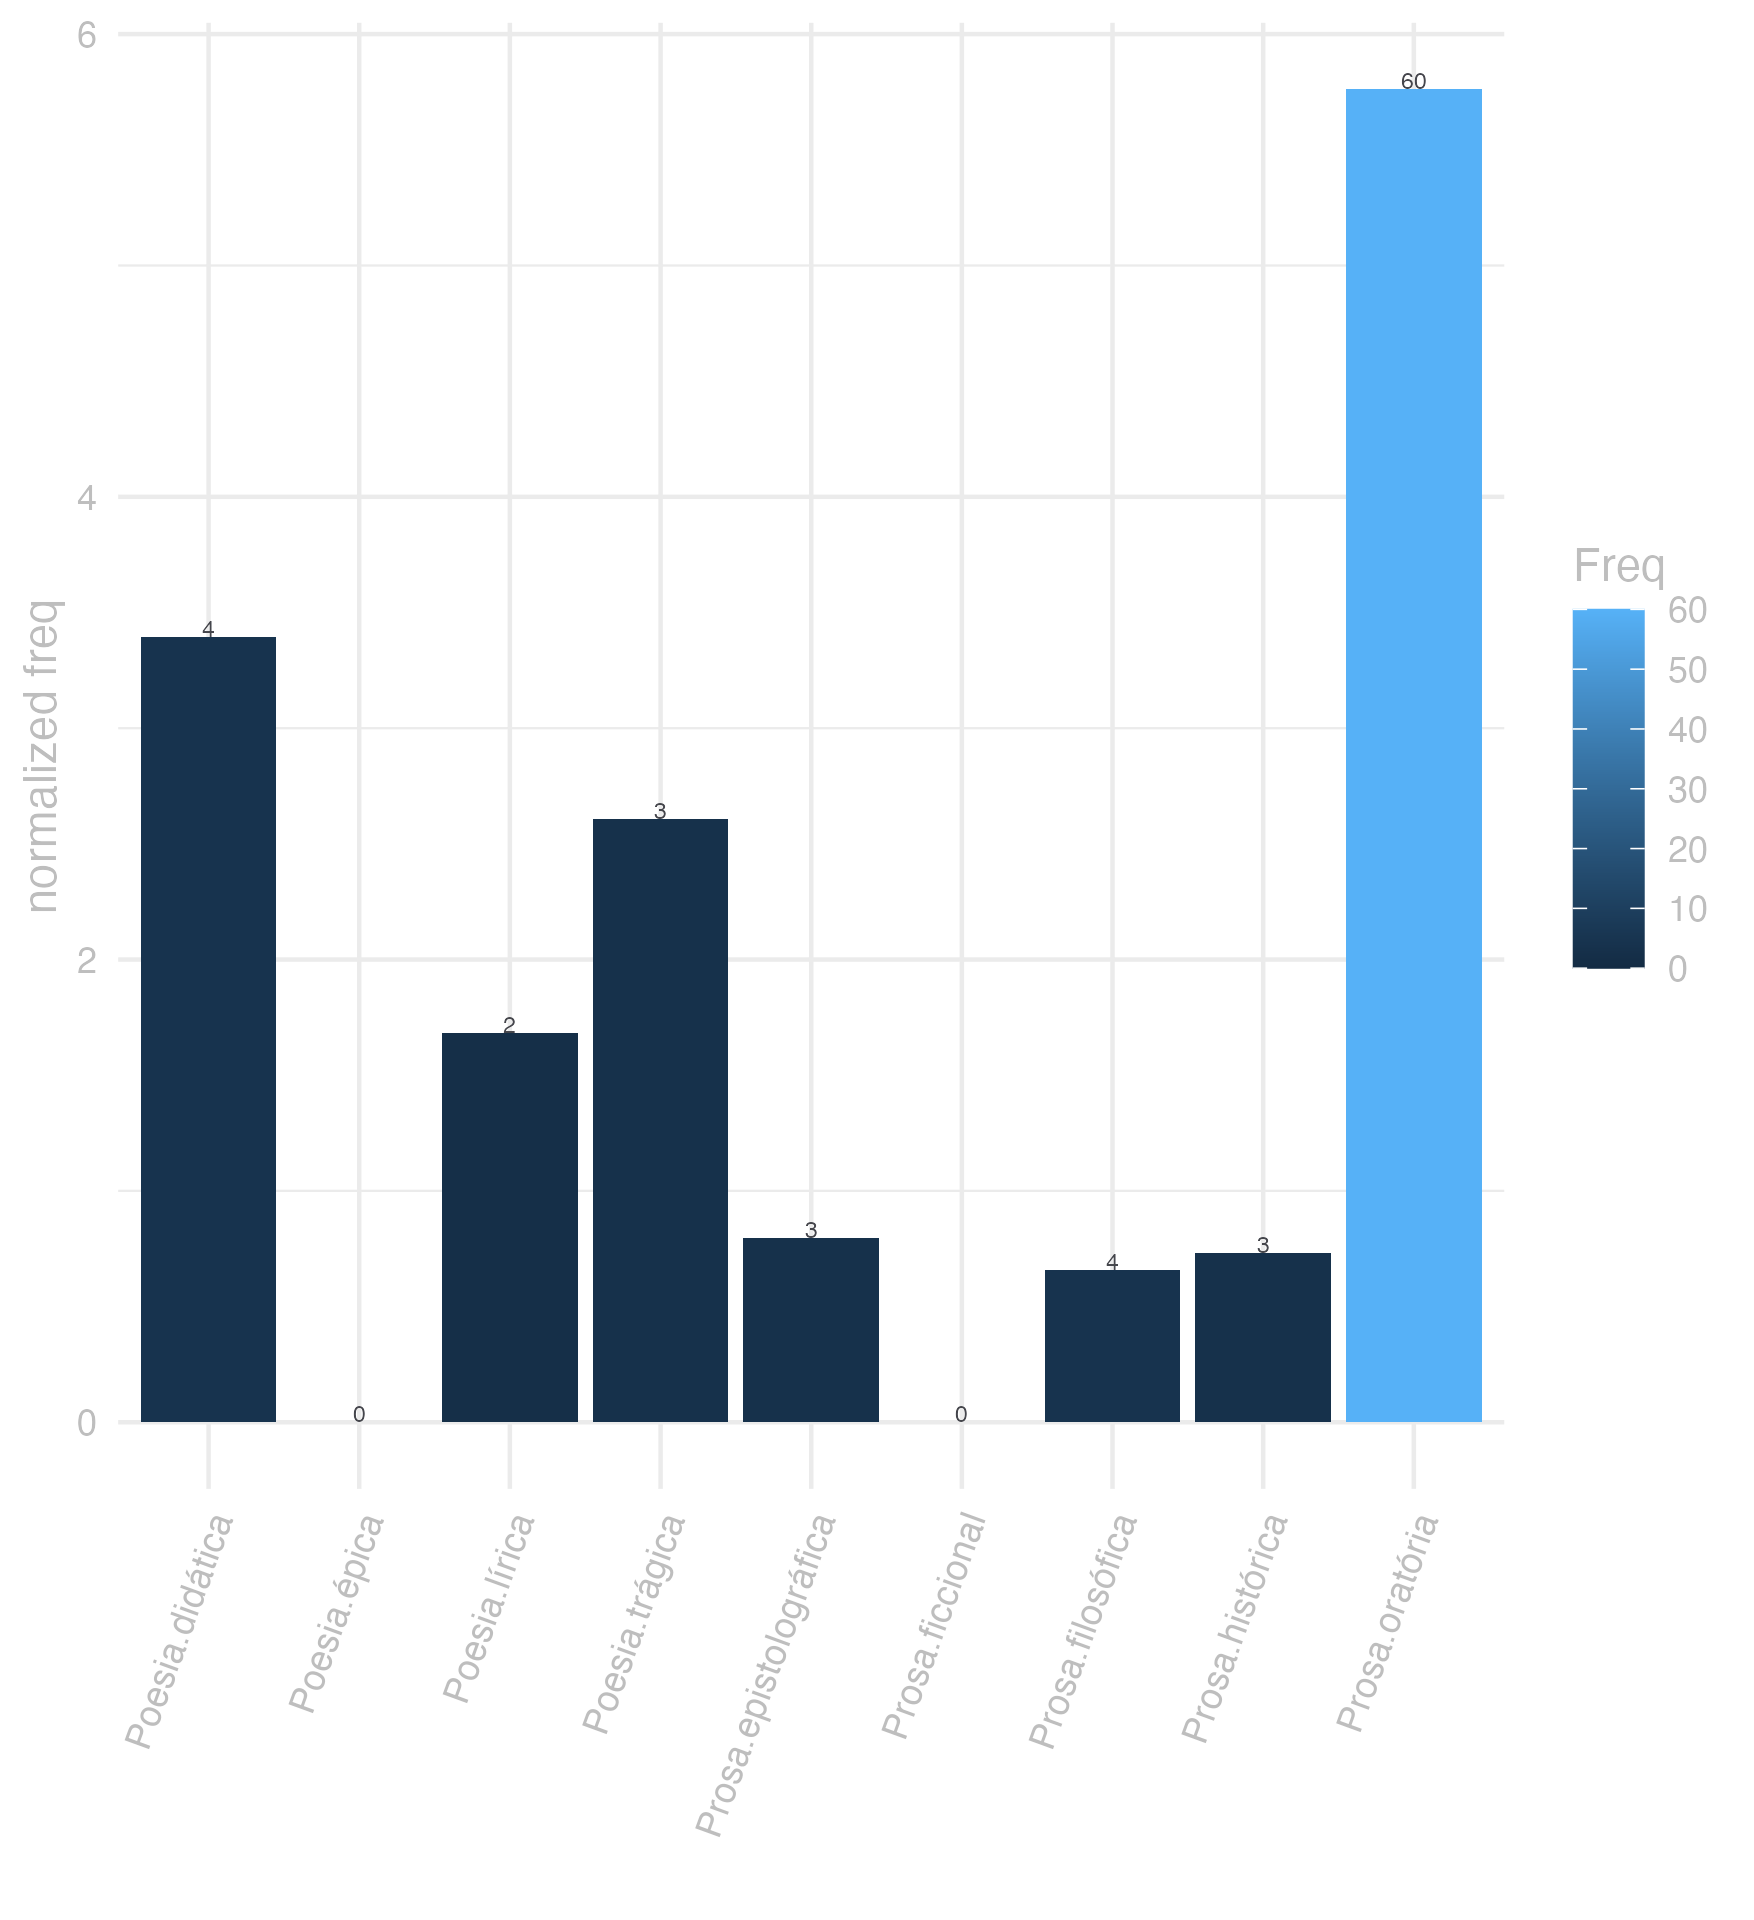 6
4
2
0
normalized freq
4
0
2
3
3
0
4
3
60
Poesia.didática
Poesia.épica
Poesia.lírica
Poesia.trágica
Prosa.epistolográfica
Prosa.ficcional
Prosa.filosófica
Prosa.histórica
Prosa.oratória
Freq
60
50
40
30
20
10
0